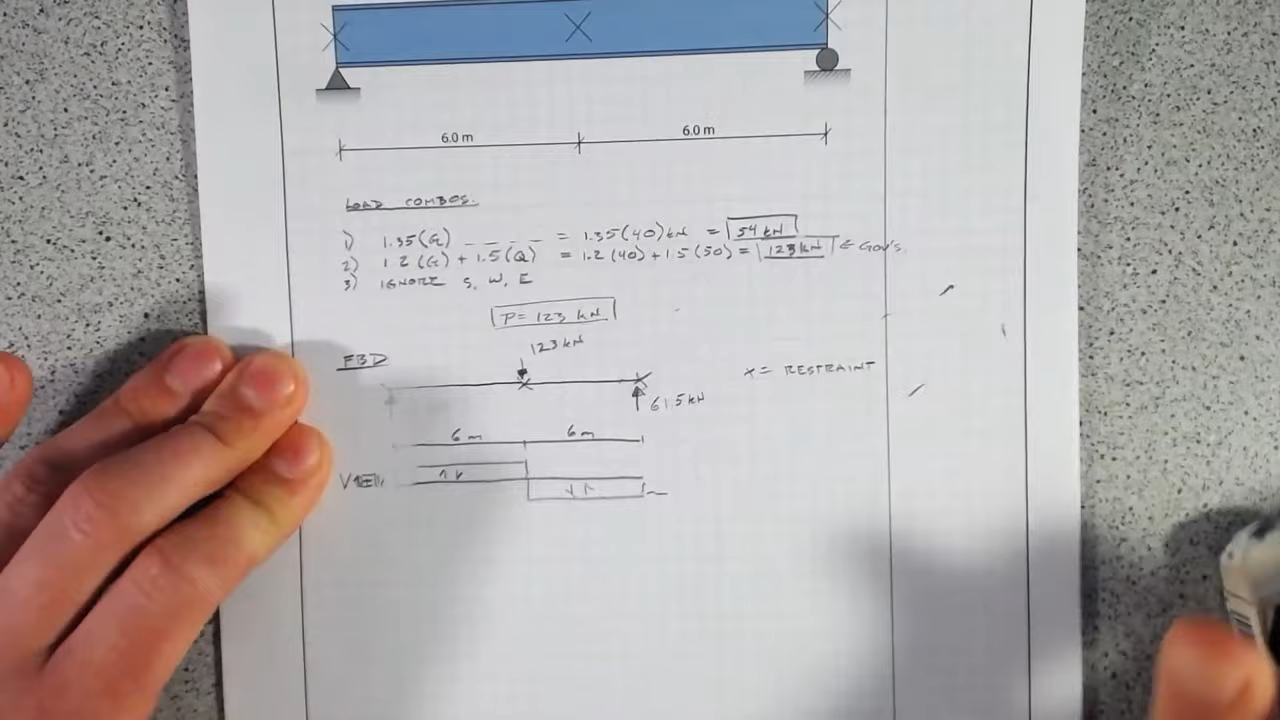 6.0 m 6.0 m
LOAD COMBOS.
1) 1.35(G) _ _ _ _ = 1.35(40) kN = 54 kN
2) 1.2(G) + 1.5(Q) = 1.2(40) + 1.5(50) = 123 kN ← GOV'S.
3) IGNORE S, W, E
P = 123 kN
123 kN
FBD
x = RESTRAINT
61.5 kN
6 m 6 m